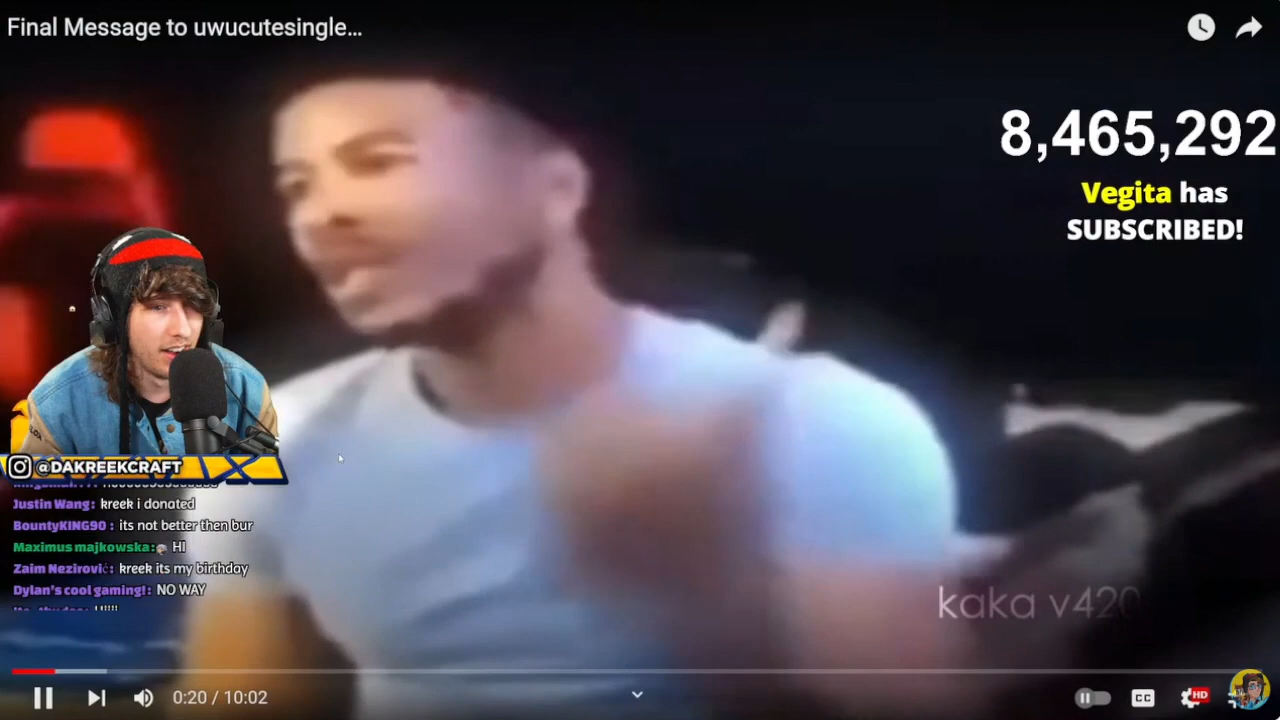 Final Message to uwucutesingle...
8,465,292
Vegita has
SUBSCRIBED!
@DAKREEKCRAFT
Justin Wang: kreek i donated
BountyKING90 : its not better then bur
Maximus majkowska: HI
Zaim Nezirović: kreek its my birthday
Dylan's cool gaming!: NO WAY
kaka v420
0:20 / 10:02
CC
HD